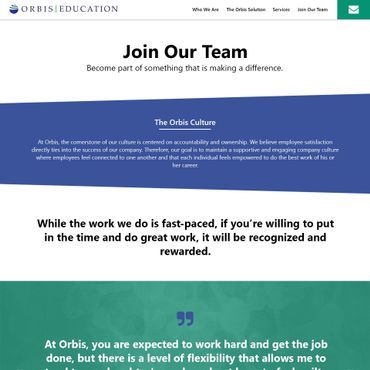 ORBIS | EDUCATION
Who We Are The Orbis Solution Services Join Our Team
Join Our Team
Become part of something that is making a difference.
The Orbis Culture
At Orbis, the cornerstone of our culture is centered on accountability and ownership. We believe employee satisfaction
directly ties into the success of our company. Therefore, our goal is to maintain a supportive and engaging company culture
where employees feel connected to one another and that each individual feels empowered to do the best work of his or
her career.
While the work we do is fast-paced, if you're willing to put
in the time and do great work, it will be recognized and
rewarded.
At Orbis, you are expected to work hard and get the job
done, but there is a level of flexibility that allows me to